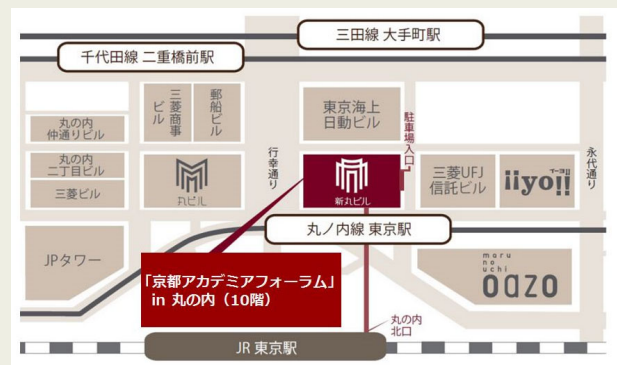 三田線 大手町駅
千代田線 二重橋前駅
三菱商事
ビル
郵船ビル
東京海上
日動ビル
駐車場入口
丸の内
仲通りビル
丸の内
二丁目ビル
三菱ビル
丸ビル
行幸通り
新丸ビル
三菱UFJ
信託ビル
iiyo!!
イーヨ!!
永代通り
丸ノ内線 東京駅
JPタワー
「京都アカデミアフォーラム」
in 丸の内（10階）
maru
no
uchi
oazo
丸の内
北口
JR 東京駅